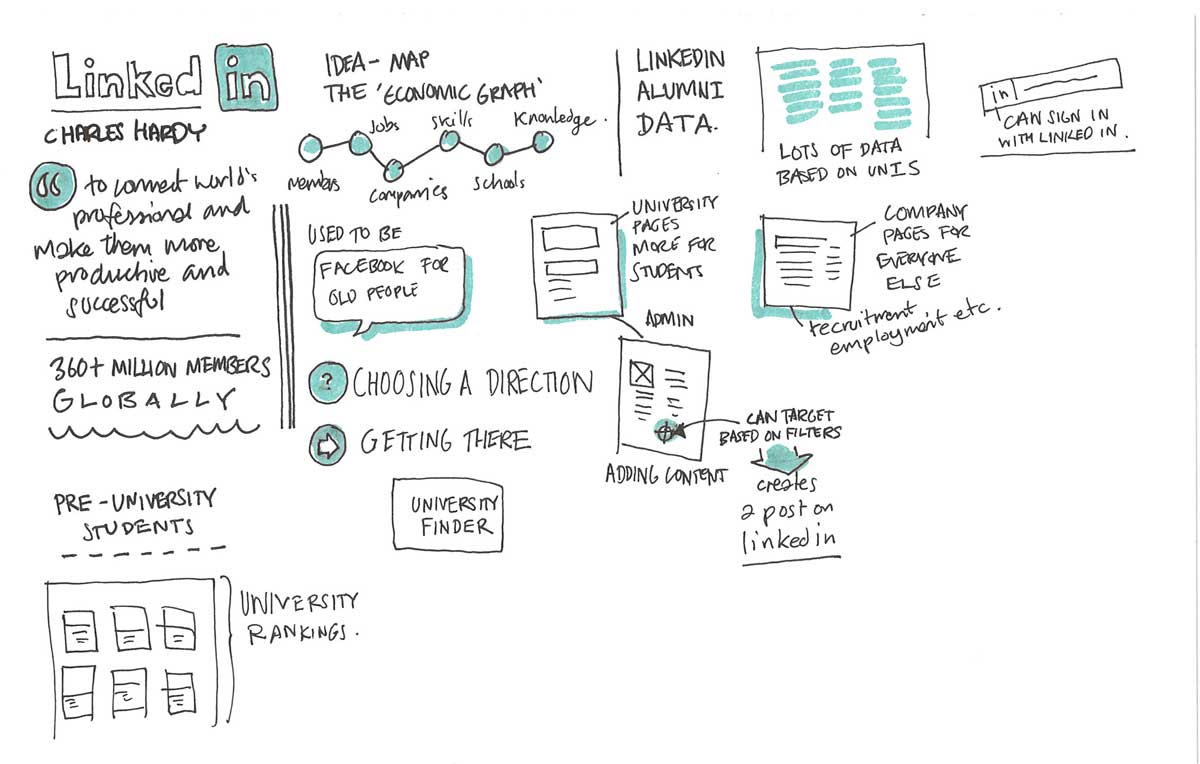 Linked in
CHARLES HARDY
“ to connect world's
professional and
make them more
productive and
successful
360+ MILLION MEMBERS
GLOBALLY
PRE-UNIVERSITY
STUDENTS
UNIVERSITY
RANKINGS.
IDEA- MAP
THE 'ECONOMIC GRAPH'
Jobs
skills
Knowledge.
Members
companies
schools
USED TO BE
FACEBOOK FOR
OLD PEOPLE
? CHOOSING A DIRECTION
GETTING THERE
UNIVERSITY
FINDER
LINKEDIN
ALUMNI
DATA.
LOTS OF DATA
BASED ON UNIS
in
CAN SIGN IN
WITH LINKED IN.
UNIVERSITY
PAGES
MORE FOR
STUDENTS
COMPANY
PAGES FOR
EVERYONE
ELSE
recruitment
employment etc.
ADMIN
CAN TARGET
BASED ON FILTERS
ADDING CONTENT
creates
a post on
linked in